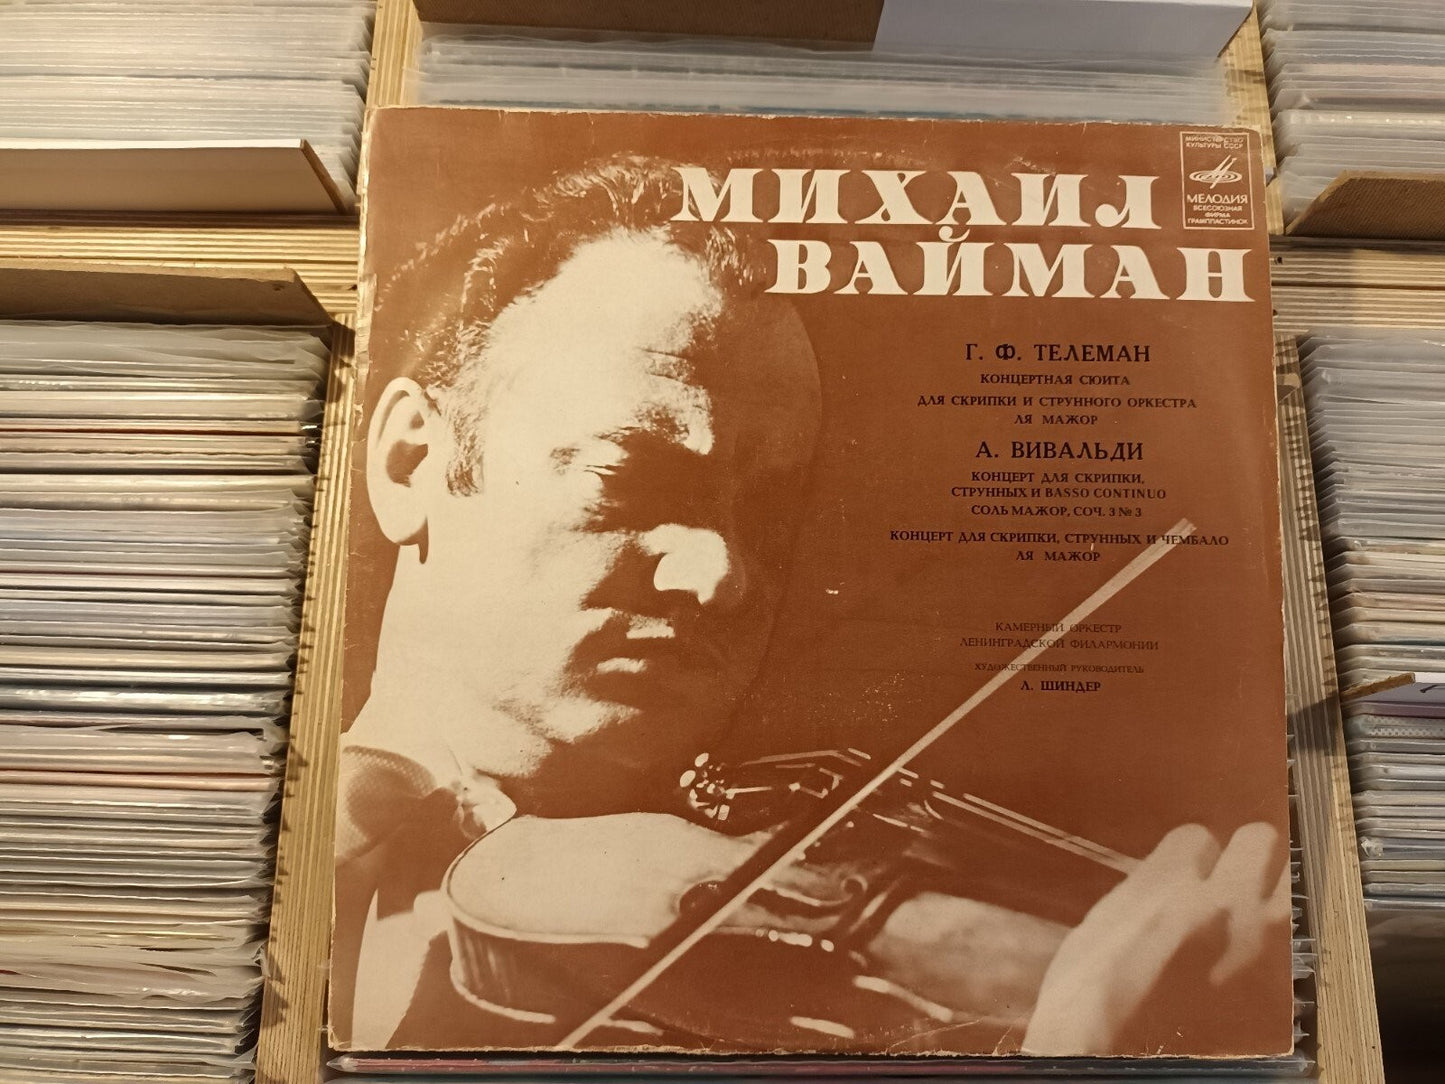 МИНИСТЕРСТВО
КУЛЬТУРЫ СССР
МЕЛОДИЯ
ВСЕСОЮЗНАЯ
ФИРМА
ГРАМПЛАСТИНОК
МИХАИЛ
ВАЙМАН
Г. Ф. ТЕЛЕМАН
КОНЦЕРТНАЯ СЮИТА
ДЛЯ СКРИПКИ И СТРУННОГО ОРКЕСТРА
ЛЯ МАЖОР
А. ВИВАЛЬДИ
КОНЦЕРТ ДЛЯ СКРИПКИ,
СТРУННЫХ И BASSO CONTINUO
СОЛЬ МАЖОР, СОЧ. 3 № 3
КОНЦЕРТ ДЛЯ СКРИПКИ, СТРУННЫХ И ЧЕМБАЛО
ЛЯ МАЖОР
КАМЕРНЫЙ ОРКЕСТР
ЛЕНИНГРАДСКОЙ ФИЛАРМОНИИ
ХУДОЖЕСТВЕННЫЙ РУКОВОДИТЕЛЬ
Л. ШИНДЕР